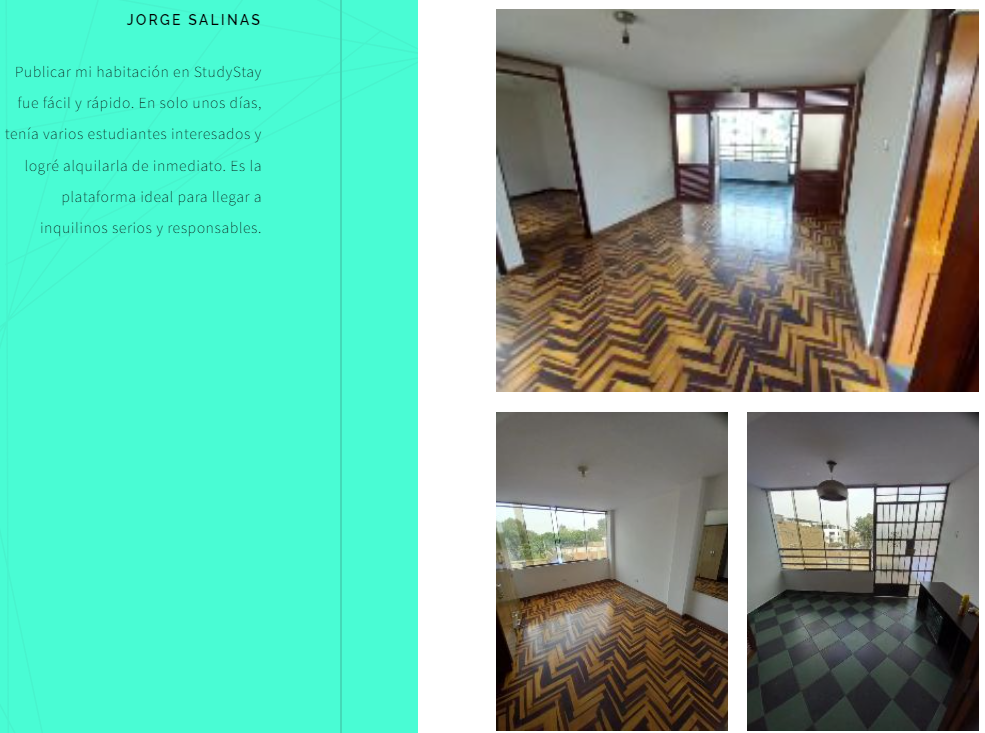 JORGE SALINAS
Publicar mi habitación en StudyStay
fue fácil y rápido. En solo unos días,
tenía varios estudiantes interesados y
logré alquilarla de inmediato. Es la
plataforma ideal para llegar a
inquilinos serios y responsables.